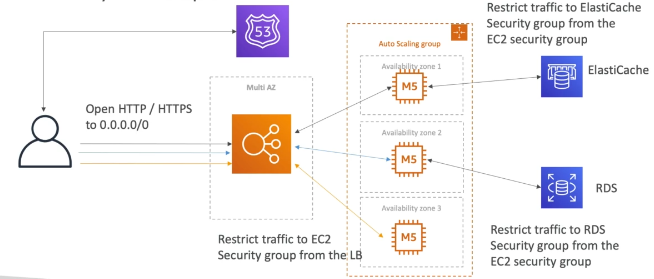 Restrict traffic to ElastiCache
Security group from the
EC2 security group
53
Auto Scaling group
Availability zone 1
M5
ElastiCache
Multi AZ
Open HTTP / HTTPS
to 0.0.0.0/0
Availability zone 2
M5
RDS
Availability zone 3
M5
Restrict traffic to EC2
Security group from the LB
Restrict traffic to RDS
Security group from the
EC2 security group